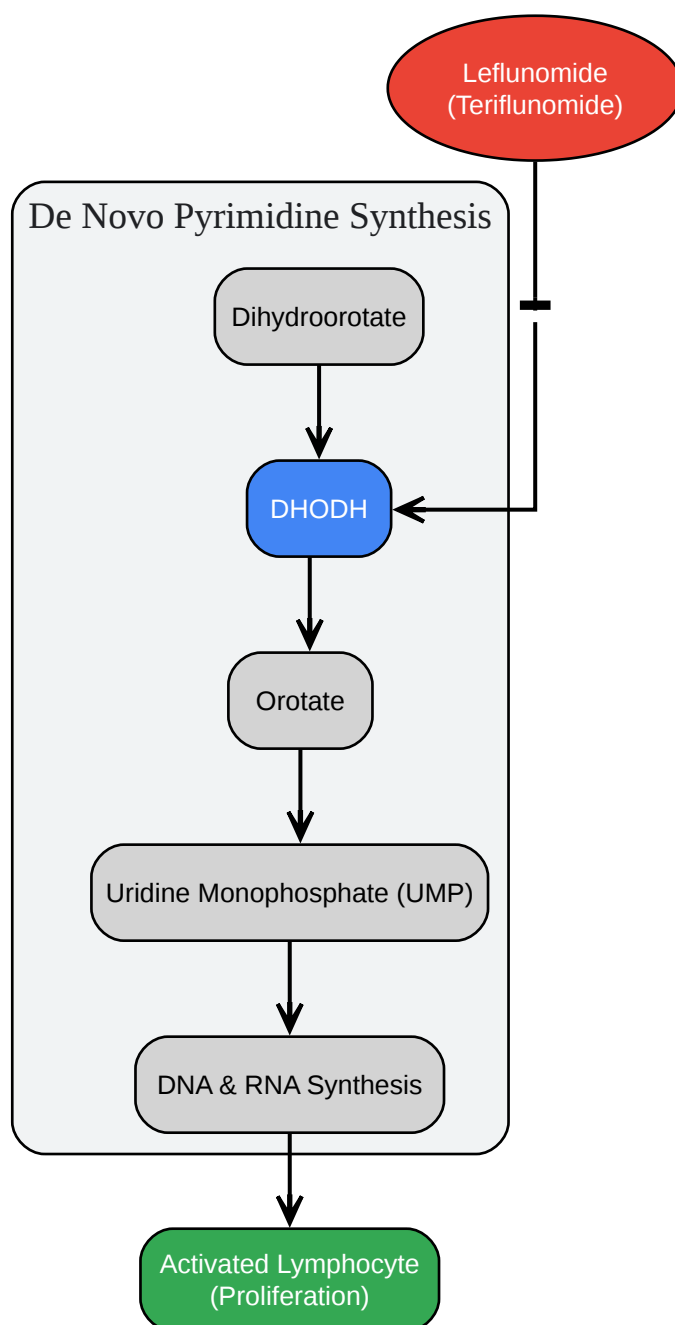 Leflunomide
(Teriflunomide)
De Novo Pyrimidine Synthesis
Dihydroorotate
DHODH
Orotate
Uridine Monophosphate (UMP)
DNA & RNA Synthesis
Activated Lymphocyte
(Proliferation)